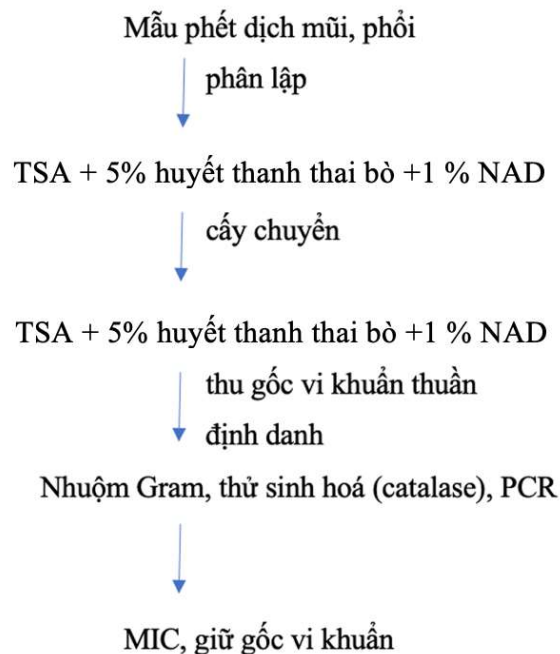 Mẫu phết dịch mũi, phổi
phân lập
TSA + 5% huyết thanh thai bò +1 % NAD
cấy chuyển
TSA + 5% huyết thanh thai bò +1 % NAD
thu gốc vi khuẩn thuần
định danh
Nhuộm Gram, thử sinh hoá (catalase), PCR
MIC, giữ gốc vi khuẩn